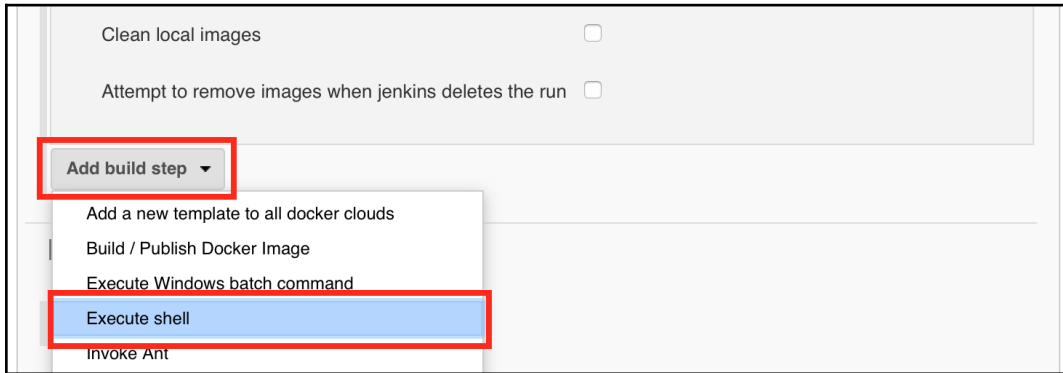 Clean local images
Attempt to remove images when jenkins deletes the run
Add build step
Add a new template to all docker clouds
Build / Publish Docker Image
Execute Windows batch command
Execute shell
Invoke Ant